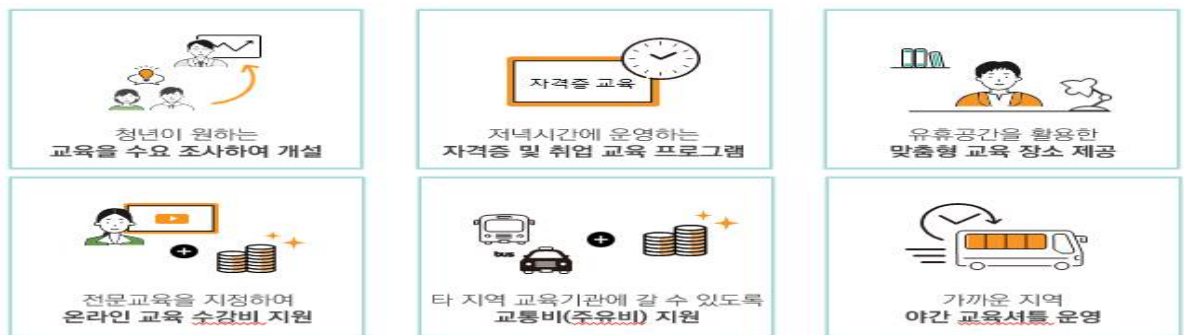 청년이 원하는
교육을 수요 조사하여 개설
자격증 교육
저녁시간에 운영하는
자격증 및 취업 교육 프로그램
유휴공간을 활용한
맞춤형 교육 장소 제공
전문교육을 지정하여
온라인 교육 수강비 지원
bus
타 지역 교육기관에 갈 수 있도록
교통비(주유비) 지원
가까운 지역
야간 교육셔틀 운영